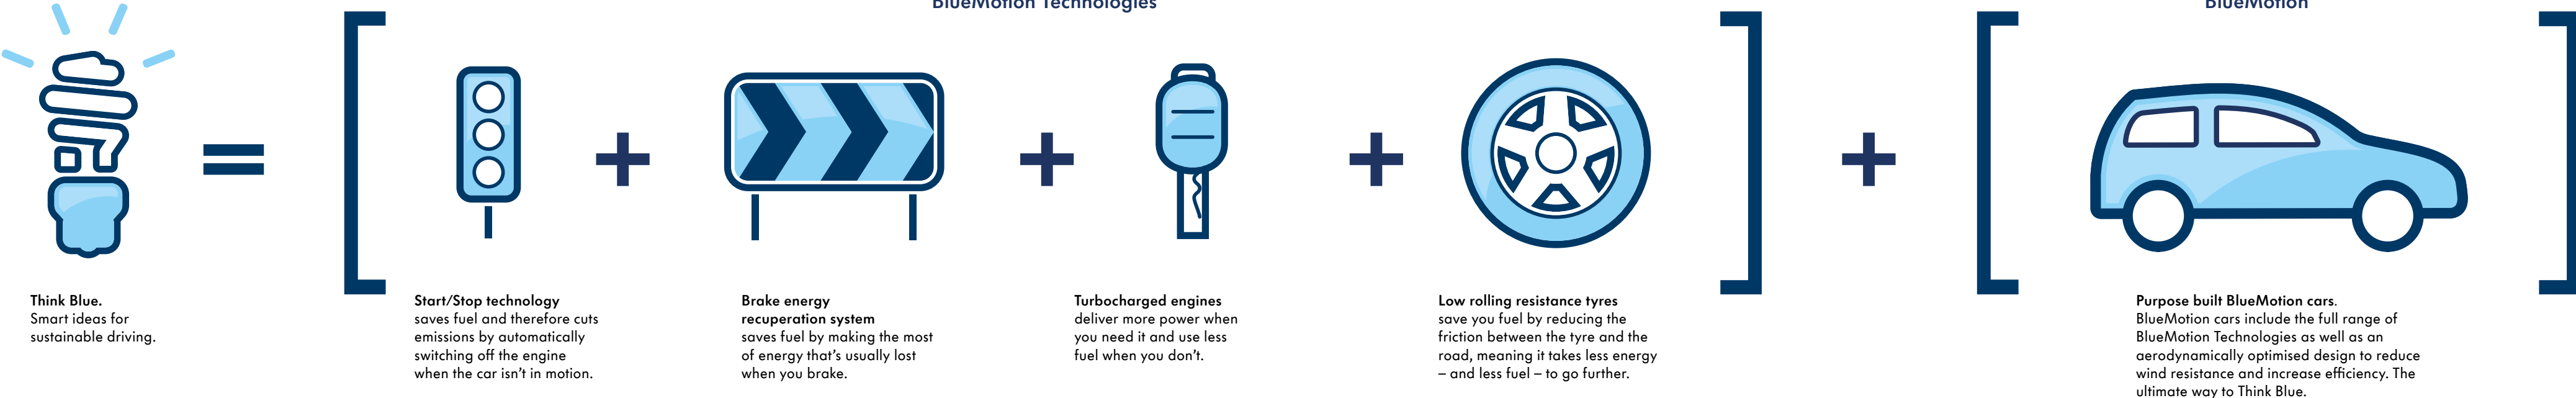 BlueMotion Technologies
BlueMotion
Think Blue.
Smart ideas for
sustainable driving.
Start/Stop technology
saves fuel and therefore cuts
emissions by automatically
switching off the engine
when the car isn't in motion.
Brake energy
recuperation system
saves fuel by making the most
of energy that's usually lost
when you brake.
Turbocharged engines
deliver more power when
you need it and use less
fuel when you don't.
Low rolling resistance tyres
save you fuel by reducing the
friction between the tyre and the
road, meaning it takes less energy
– and less fuel – to go further.
Purpose built BlueMotion cars.
BlueMotion cars include the full range of
BlueMotion Technologies as well as an
aerodynamically optimised design to reduce
wind resistance and increase efficiency. The
ultimate way to Think Blue.